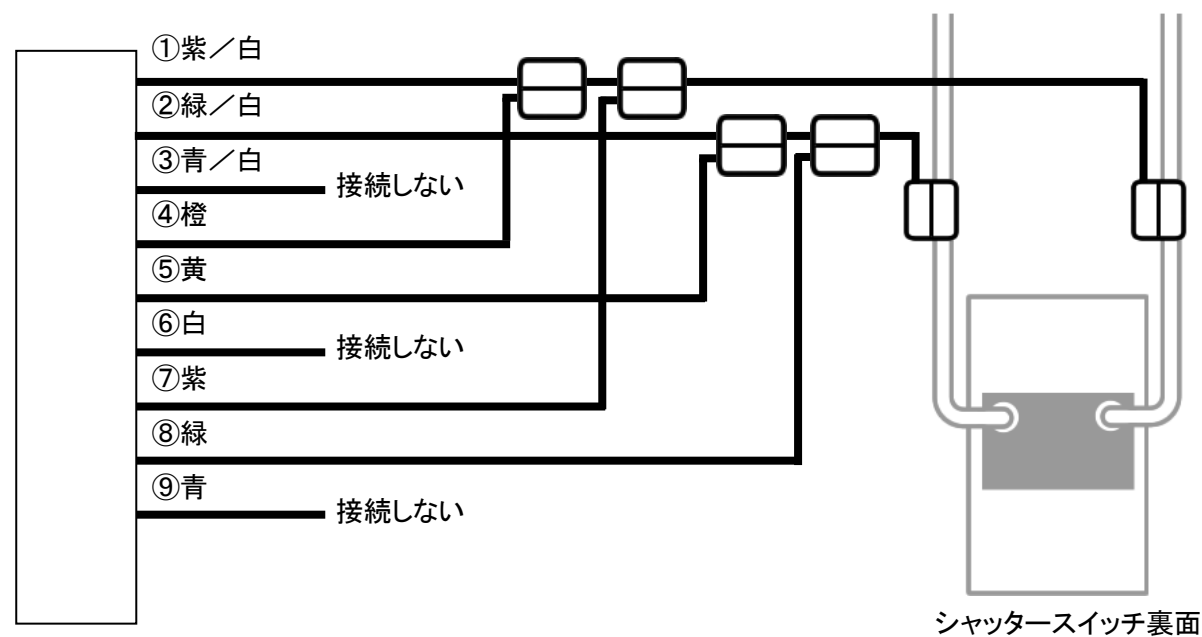 ①紫／白
②緑／白
③青／白
接続しない
④橙
⑤黄
⑥白
接続しない
⑦紫
⑧緑
⑨青
接続しない
シャッタースイッチ裏面